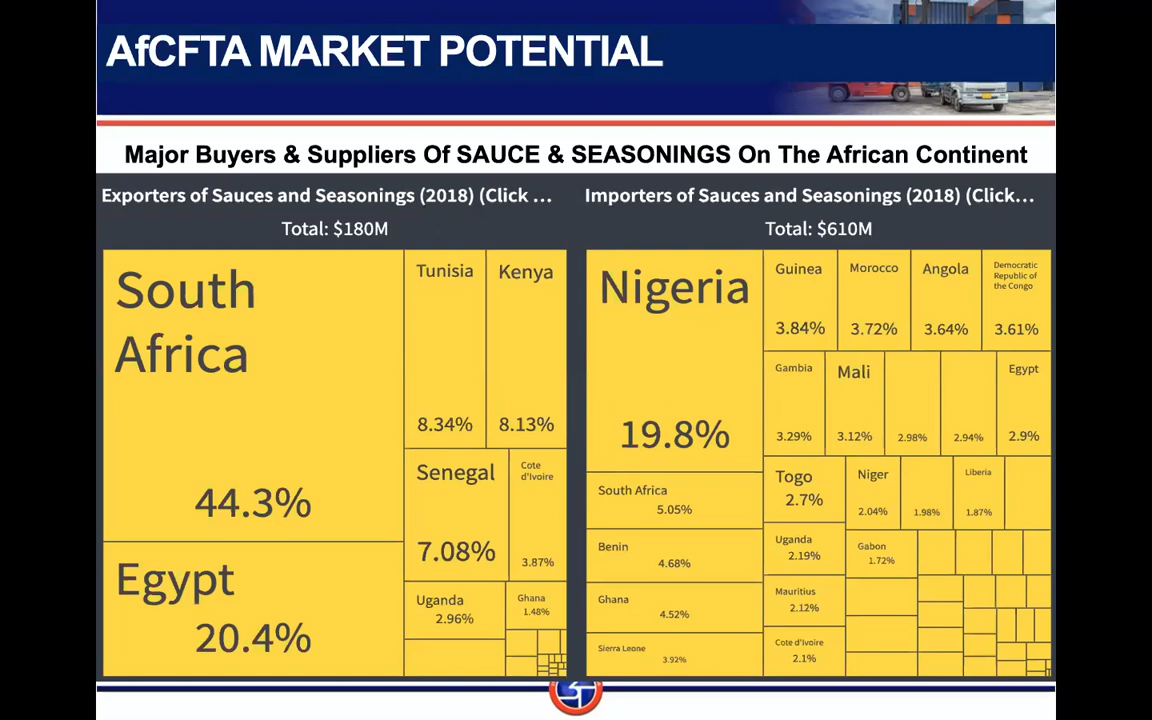 AfCFTA MARKET POTENTIAL
Major Buyers & Suppliers Of SAUCE & SEASONINGS On The African Continent
Exporters of Sauces and Seasonings (2018) (Click ...
Total: $180M
South
Africa
44.3%
Egypt
20.4%
Tunisia
8.34%
Kenya
8.13%
Senegal
7.08%
Cote
d'Ivoire
3.87%
Uganda
2.96%
Ghana
1.48%
Importers of Sauces and Seasonings (2018) (Click...
Total: $610M
Nigeria
19.8%
South Africa
5.05%
Benin
4.68%
Ghana
4.52%
Sierra Leone
3.92%
Guinea
3.84%
Morocco
3.72%
Angola
3.64%
Democratic
Republic of
the Congo
3.61%
Gambia
3.29%
Mali
3.12%
2.98%
2.94%
Egypt
2.9%
Togo
2.7%
Niger
2.04%
1.98%
Liberia
1.87%
Uganda
2.19%
Gabon
1.72%
Mauritius
2.12%
Cote d'Ivoire
2.1%